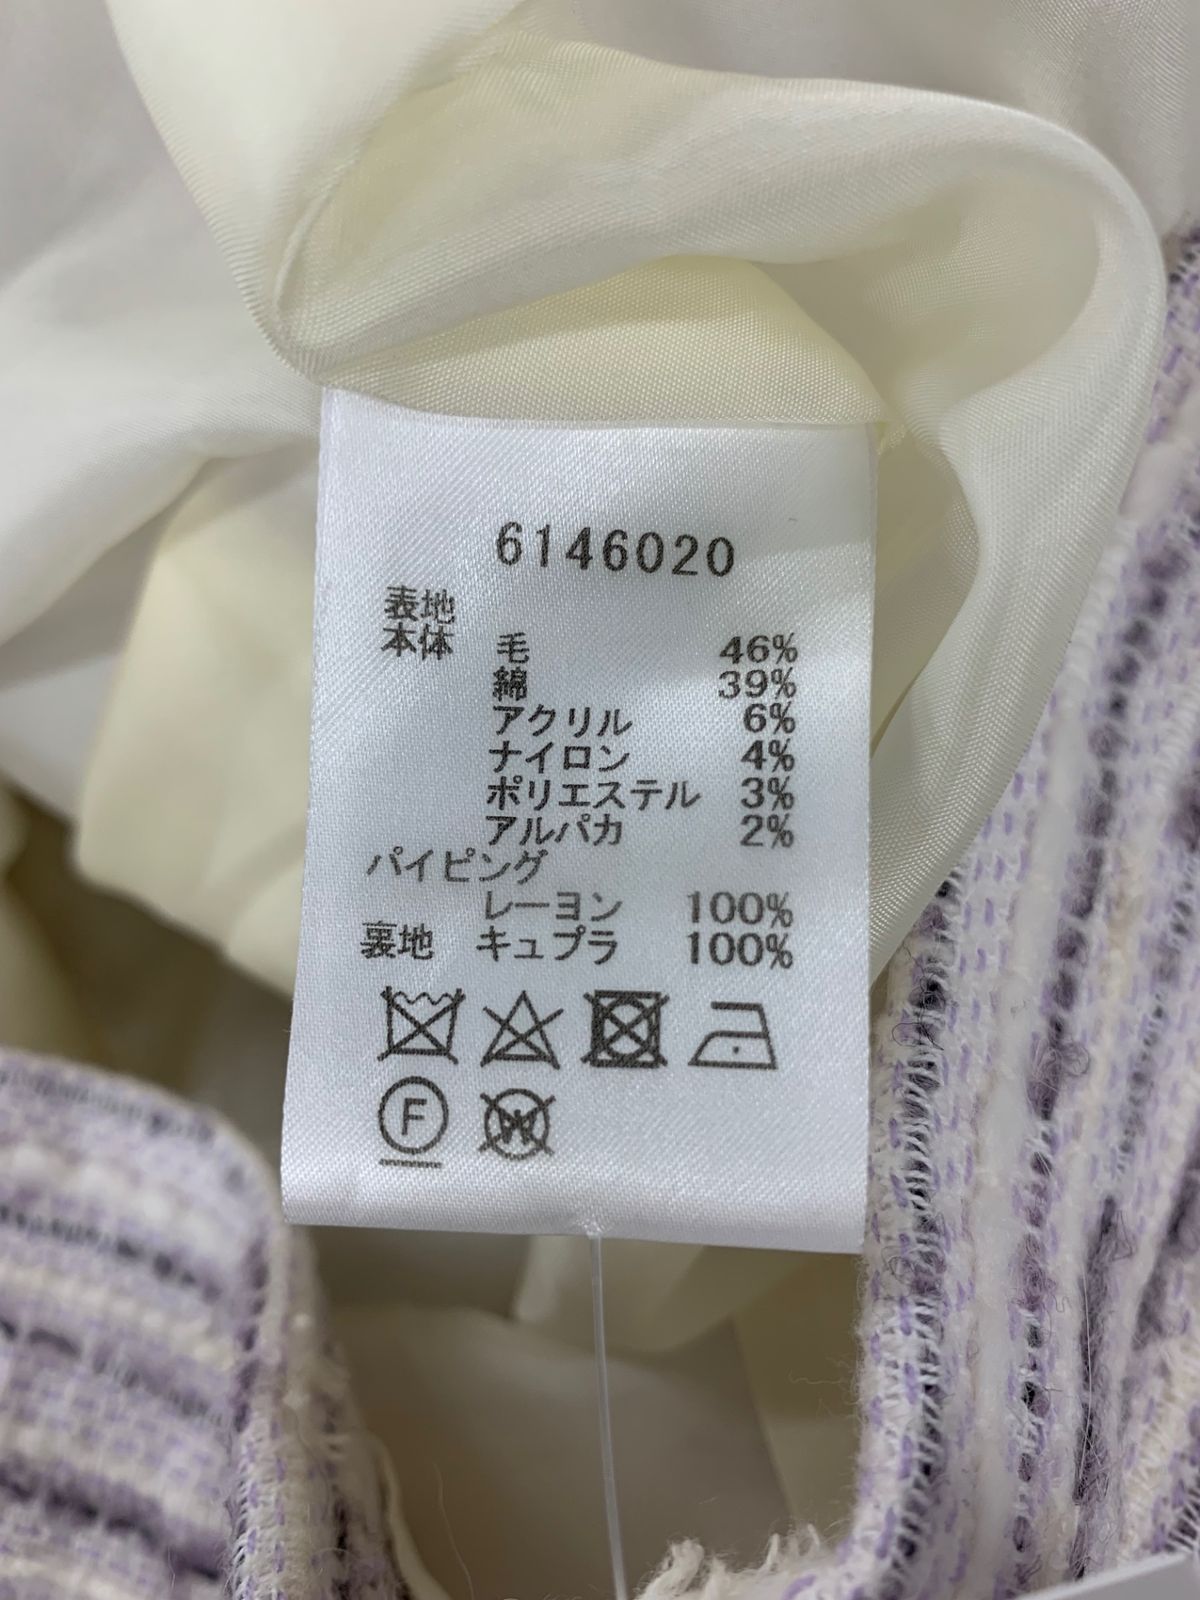 6146020
表地
本体 毛 46%
綿 39%
アクリル 6%
ナイロン 4%
ポリエステル 3%
アルパカ 2%
パイピング
レーヨン 100%
裏地 キュプラ 100%
F W